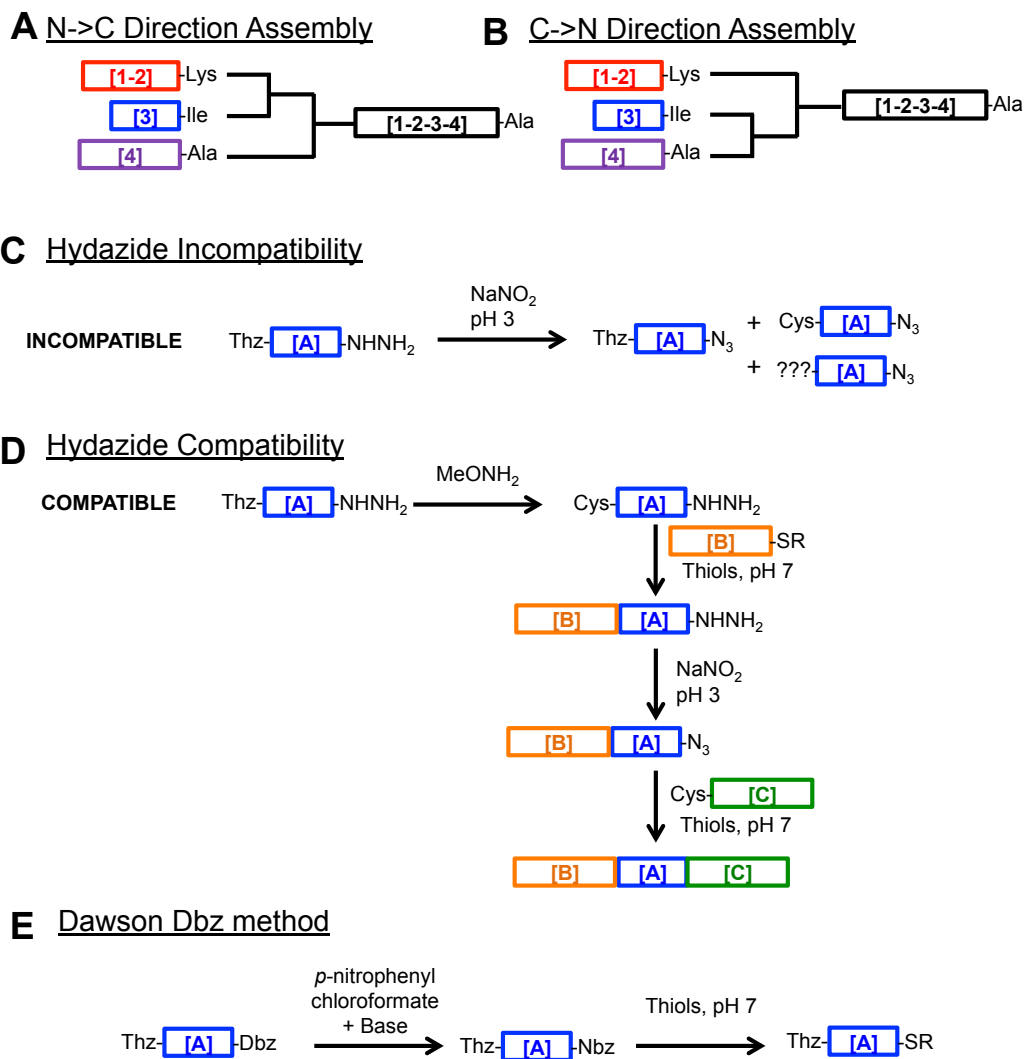 A N->C Direction Assembly
[1-2] -Lys
[3] -Ile
[4] -Ala
[1-2-3-4] -Ala
B C->N Direction Assembly
[1-2] -Lys
[3] -Ile
[4] -Ala
[1-2-3-4] -Ala
C Hydazide Incompatibility
INCOMPATIBLE
Thz- [A] -NHNH2
NaNO2
pH 3
Thz- [A] -N3
+ Cys- [A] -N3
+ ???- [A] -N3
D Hydazide Compatibility
COMPATIBLE
Thz- [A] -NHNH2
MeONH2
Cys- [A] -NHNH2
[B] -SR
Thiols, pH 7
[B] [A] -NHNH2
NaNO2
pH 3
[B] [A] -N3
Cys- [C]
Thiols, pH 7
[B] [A] [C]
E Dawson Dbz method
Thz- [A] -Dbz
p-nitrophenyl
chloroformate
+ Base
Thz- [A] -Nbz
Thiols, pH 7
Thz- [A] -SR